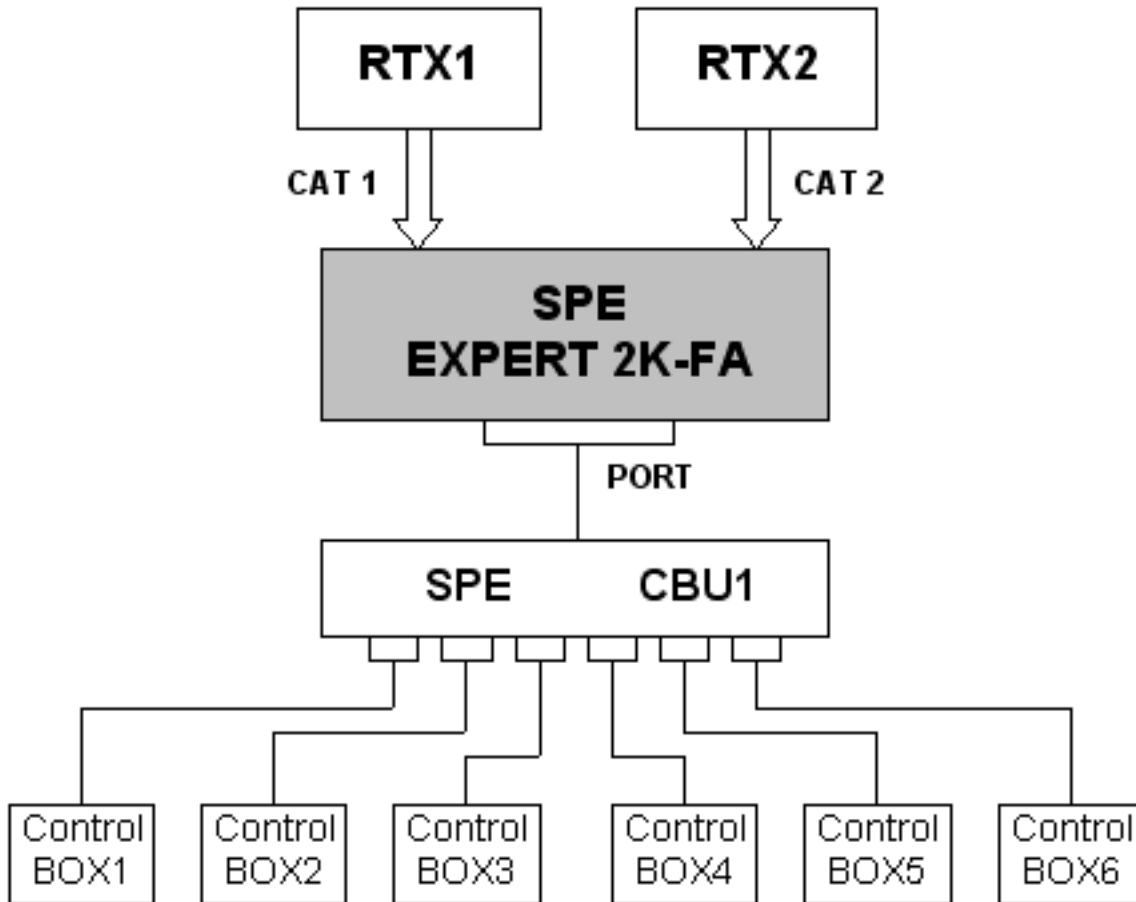 RTX1
RTX2
CAT 1
CAT 2
SPE
EXPERT 2K-FA
PORT
SPE CBU1
Control
BOX1
Control
BOX2
Control
BOX3
Control
BOX4
Control
BOX5
Control
BOX6